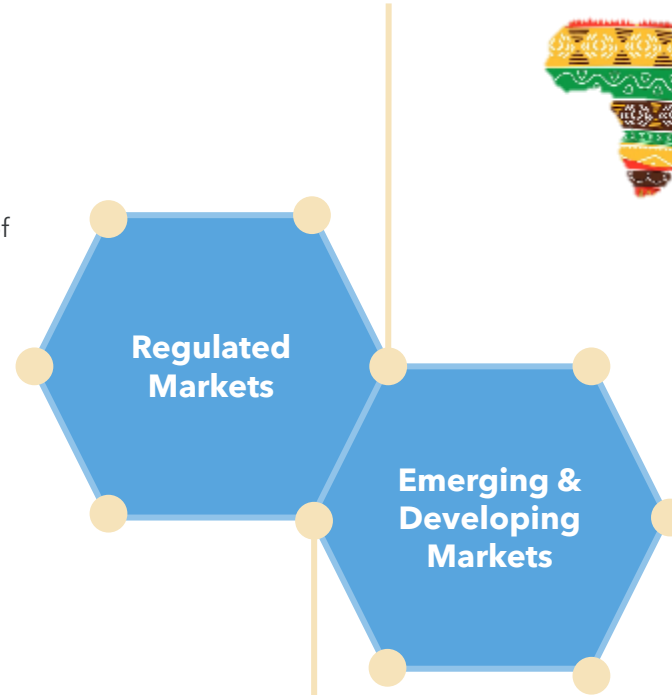 f
Regulated
Markets
Emerging &
Developing
Markets